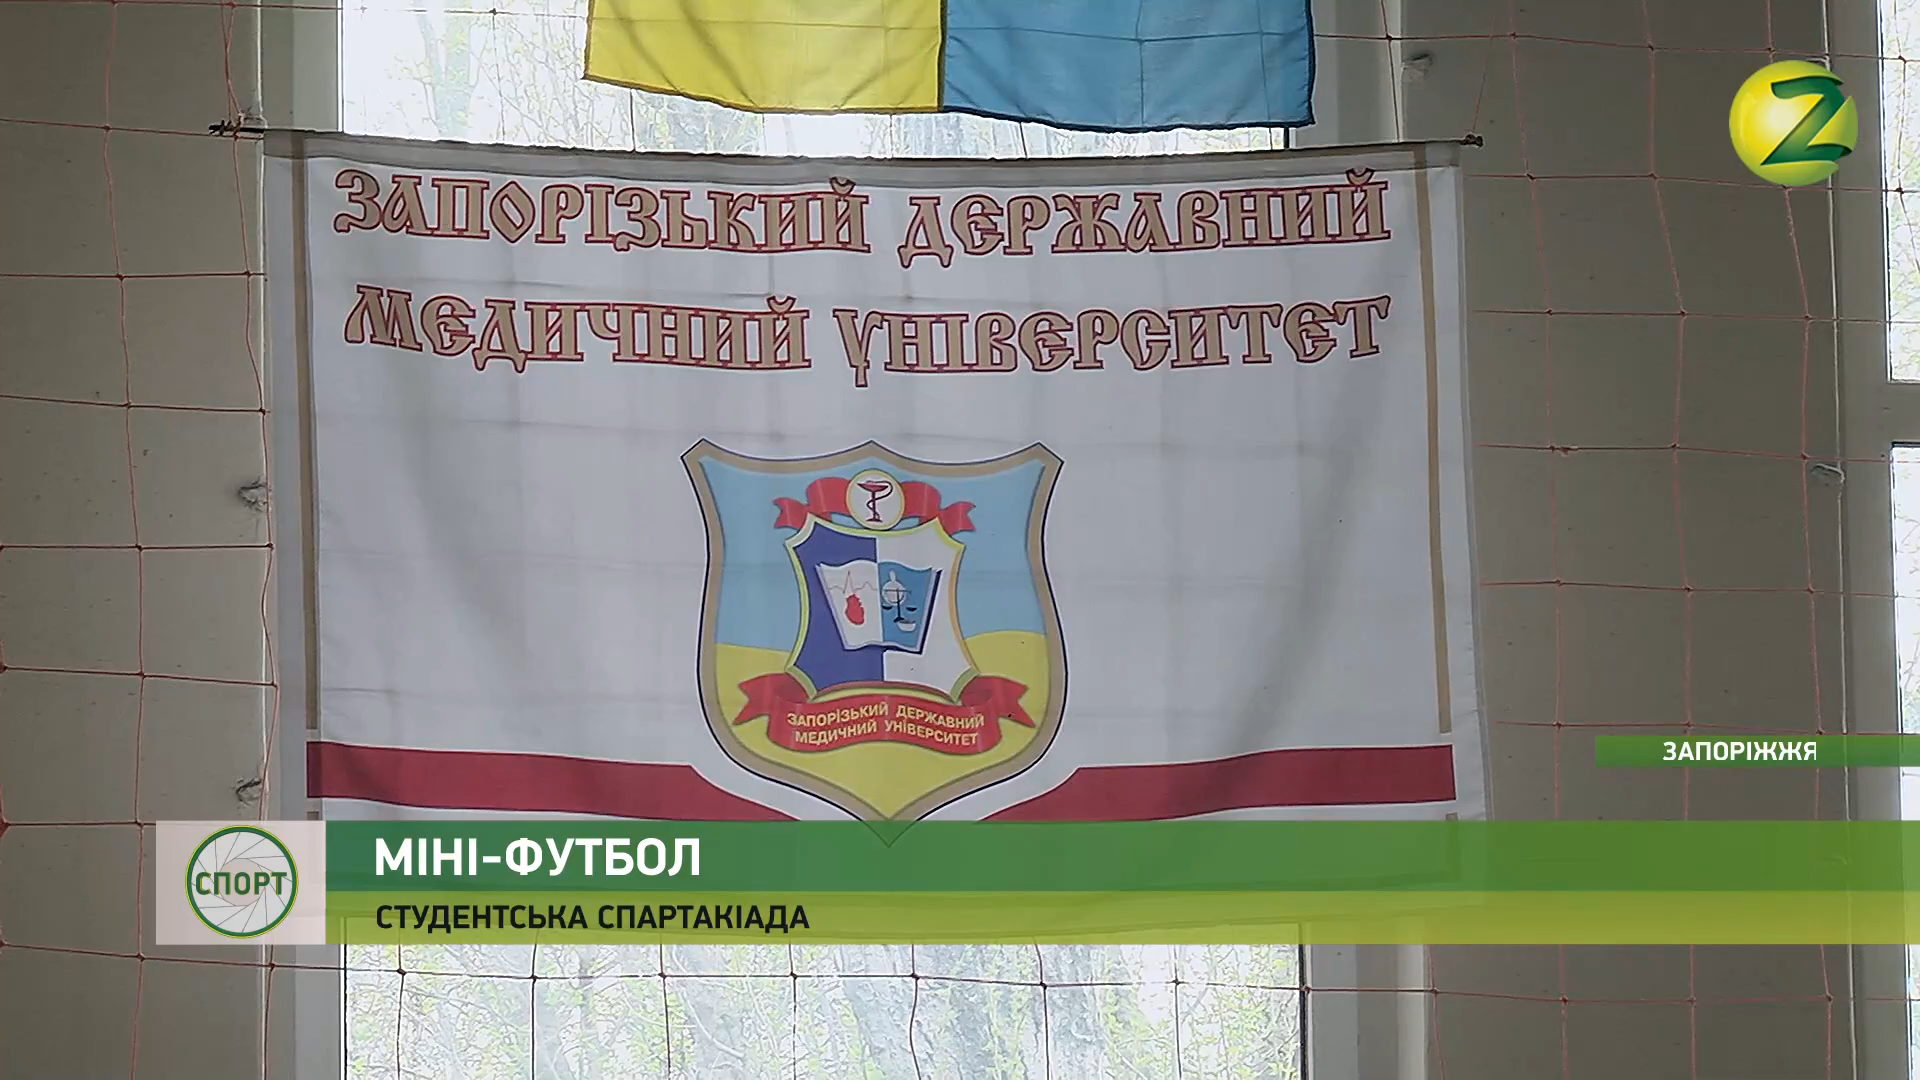 Z
ЗАПОРІЗЬКИЙ ДЕРЖАВНИЙ
МЕДИЧНИЙ УНІВЕРСИТЕТ
ЗАПОРІЗЬКИЙ ДЕРЖАВНИЙ
МЕДИЧНИЙ УНІВЕРСИТЕТ
ЗАПОРІЖЖЯ
СПОРТ
МІНІ-ФУТБОЛ
СТУДЕНТСЬКА СПАРТАКІАДА